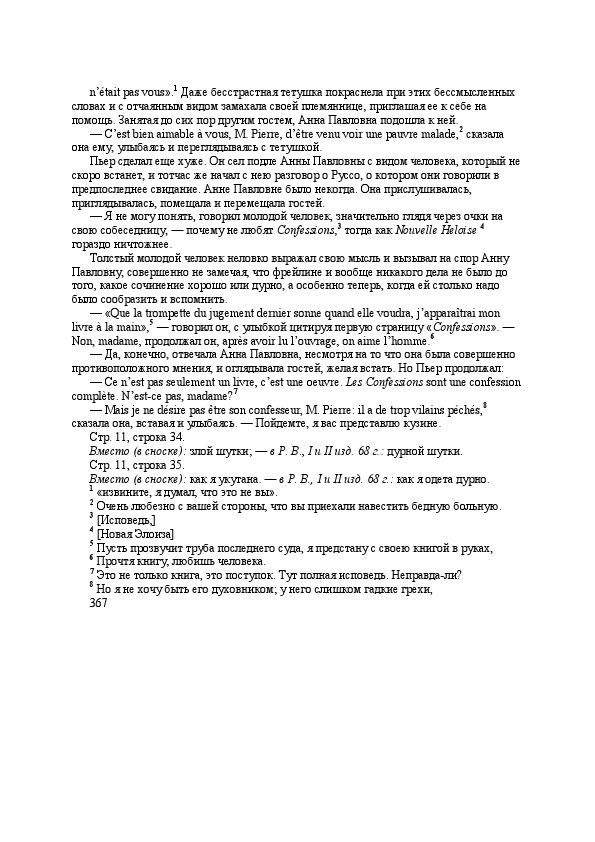 n’était pas vous».1 Даже бесстрастная тетушка покраснела при этих бессмысленных
словах и с отчаянным видом замахала своей племяннице, приглашая ее к себе на
помощь. Занятая до сих пор другим гостем, Анна Павловна подошла к ней.
— C’est bien aimable à vous, M. Pierre, d’être venu voir une pauvre malade,2 сказала
она ему, улыбаясь и переглядываясь с тетушкой.
Пьер сделал еще хуже. Он сел подле Анны Павловны с видом человека, который не
скоро встанет, и тотчас же начал с нею разговор о Руссо, о котором они говорили в
предпоследнее свидание. Анне Павловне было некогда. Она прислушивалась,
приглядывалась, помещала и перемещала гостей.
— Я не могу понять, говорил молодой человек, значительно глядя через очки на
свою собеседницу, — почему не любят Confessions,3 тогда как Nouvelle Heloise 4
гораздо ничтожнее.
Толстый молодой человек неловко выражал свою мысль и вызывал на спор Анну
Павловну, совершенно не замечая, что фрейлине и вообще никакого дела не было до
того, какое сочинение хорошо или дурно, а особенно теперь, когда ей столько надо
было сообразить и вспомнить.
— «Que la trompette du jugement dernier sonne quand elle voudra, j’apparaîtrai mon
livre à la main»,5 — говорил он, с улыбкой цитируя первую страницу «Confessions». —
Non, madame, продолжал он, après avoir lu l’ouvrage, on aime l’homme.6
— Да, конечно, отвечала Анна Павловна, несмотря на то что она была совершенно
противоположного мнения, и оглядывала гостей, желая встать. Но Пьер продолжал:
— Ce n’est pas seulement un livre, c’est une oeuvre. Les Confessions sont une confession
complète. N’est-ce pas, madame?7
— Mais je ne désire pas être son confesseur, M. Pierre: il a de trop vilains péchés,8
сказала она, вставая и улыбаясь. — Пойдемте, я вас представлю кузине.
Стр. 11, строка 34.
Вместо (в сноске): злой шутки; — в Р. В., I и II изд. 68 г.: дурной шутки.
Стр. 11, строка 35.
Вместо (в сноске): как я укутана. — в Р. В., I и II изд. 68 г.: как я одета дурно.
1 «извините, я думал, что это не вы».
2 Очень любезно с вашей стороны, что вы приехали навестить бедную больную.
3 [Исповедь,]
4 [Новая Элоиза]
5 Пусть прозвучит труба последнего суда, я предстану с своею книгой в руках,
6 Прочтя книгу, любишь человека.
7 Это не только книга, это поступок. Тут полная исповедь. Неправда-ли?
8 Но я не хочу быть его духовником; у него слишком гадкие грехи,
367